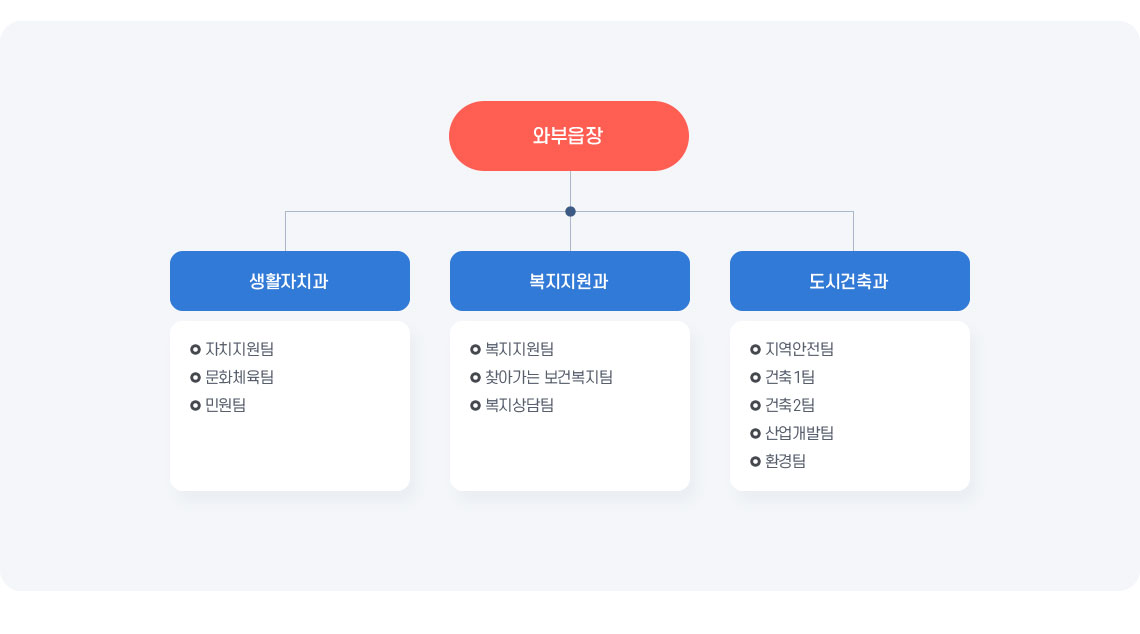 와부읍장
생활자치과
자치지원팀
문화체육팀
민원팀
복지지원과
복지지원팀
찾아가는 보건복지팀
복지상담팀
도시건축과
지역안전팀
건축1팀
건축2팀
산업개발팀
환경팀